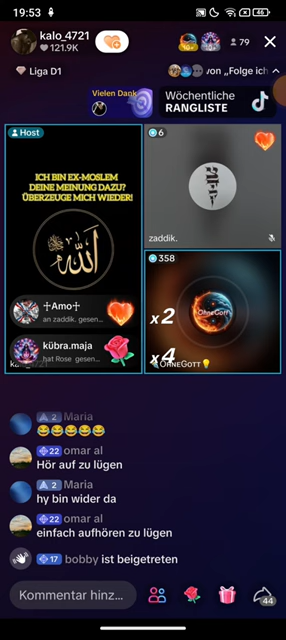 19:53
46
kalo_4721
121.9K
79
Liga D1
von „Folge ich
Vielen Dank
Wöchentliche
RANGLISTE
Host
ICH BIN EX-MOSLEM
DEINE MEINUNG DAZU?
ÜBERZEUGE MICH WIEDER!
الله
6
zaddik.
358
OhneGott
x2
x4
OHNEGOTT
♱Amo♱
an zaddik. gesen...
kübra.maja
hat Rose gesen...
2 Maria
😂😂😂😂😂
22 omar al
Hör auf zu lügen
2 Maria
hy bin wider da
22 omar al
einfach aufhören zu lügen
17 bobby ist beigetreten
Kommentar hinz...
44